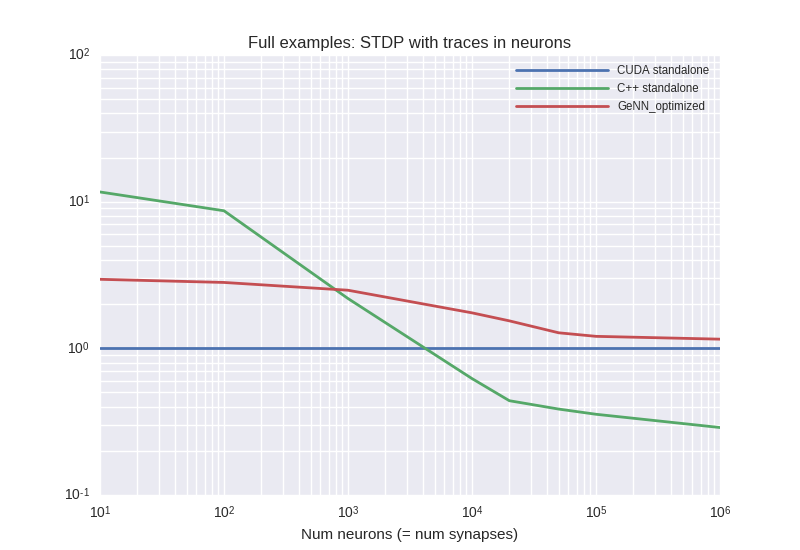 Full examples: STDP with traces in neurons
CUDA standalone
C++ standalone
GeNN_optimized
10²
10¹
10⁰
10⁻¹
10¹ 10² 10³ 10⁴ 10⁵ 10⁶
Num neurons (= num synapses)